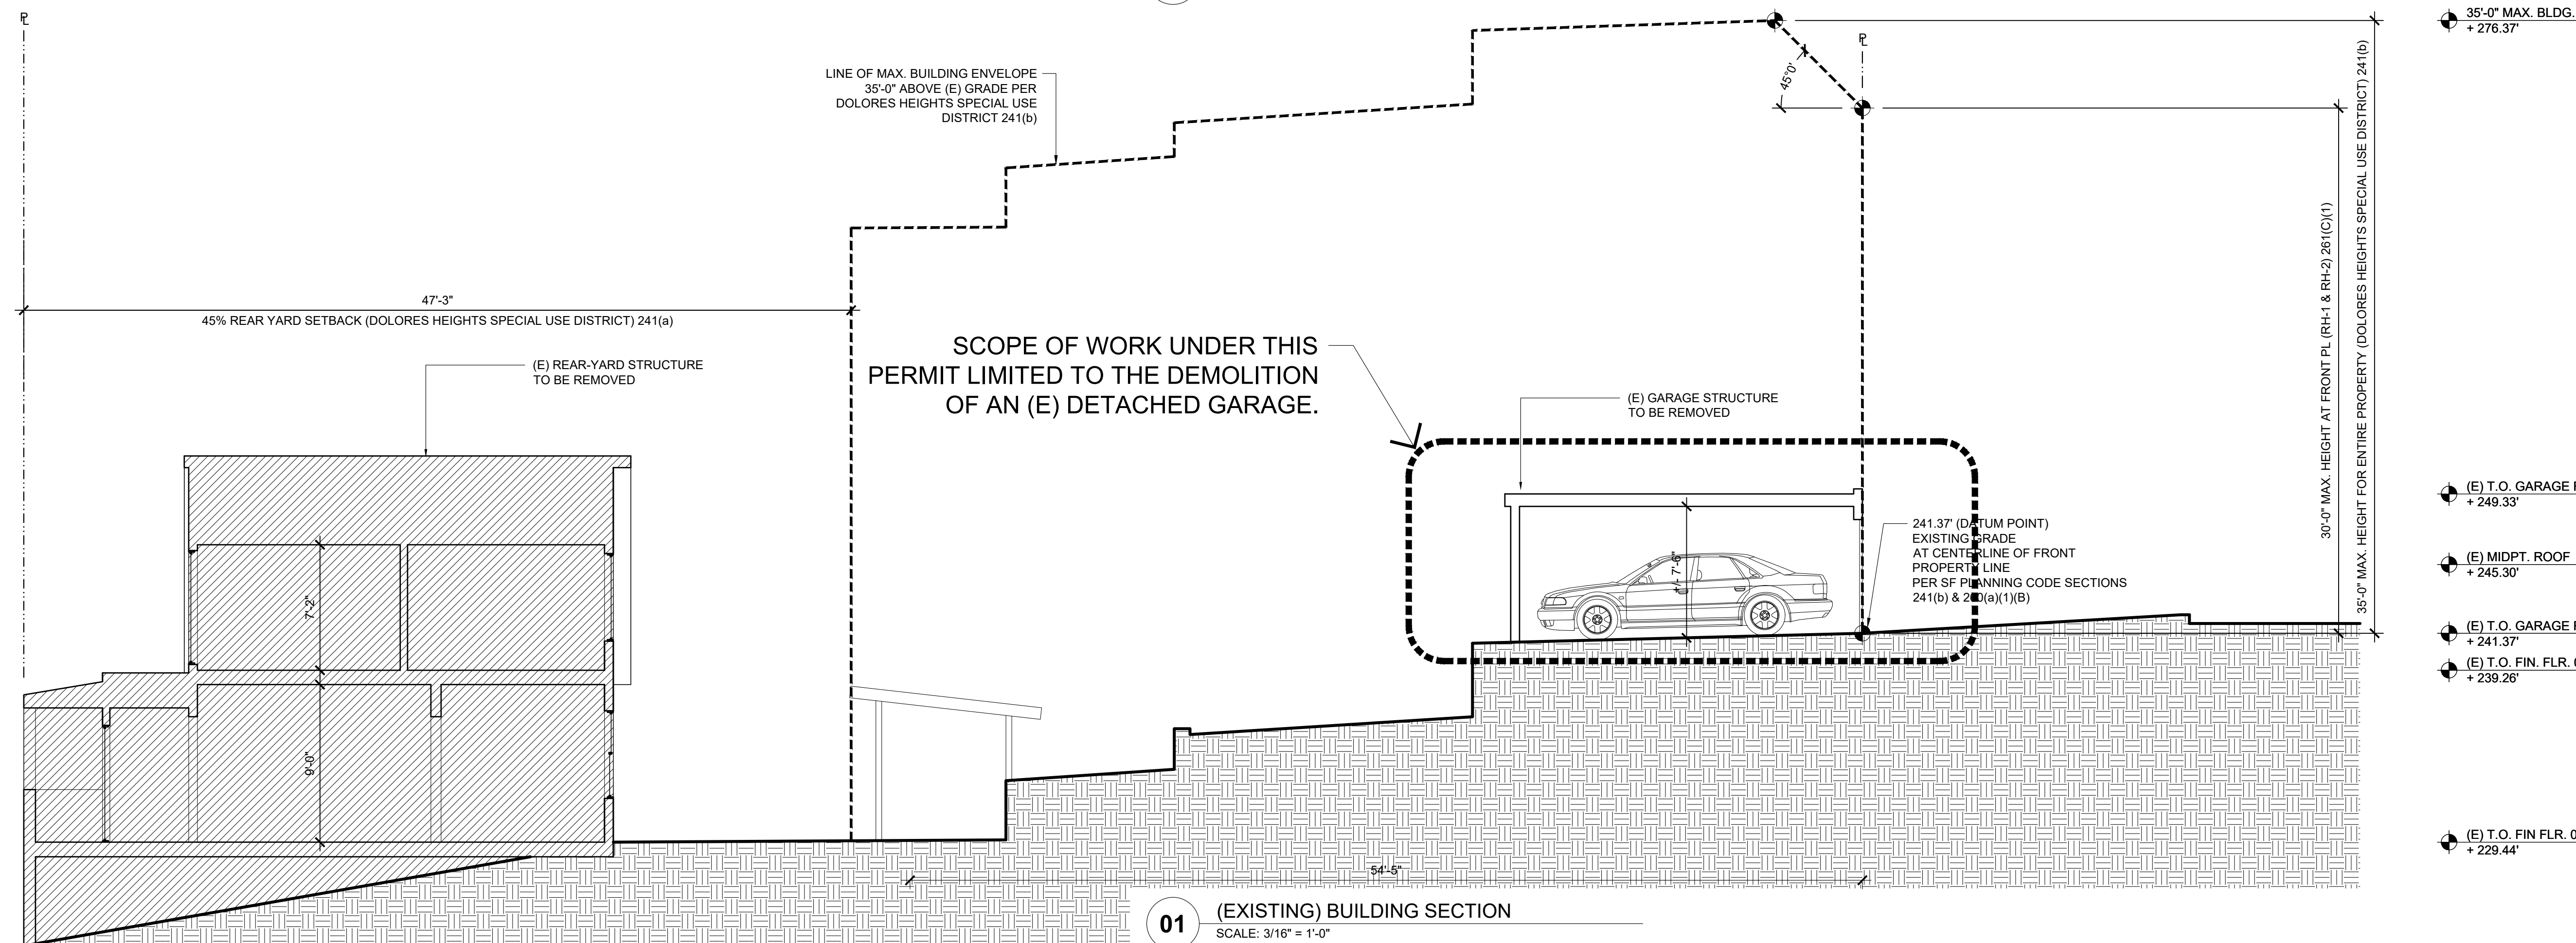 PL
LINE OF MAX. BUILDING ENVELOPE
35'-0" ABOVE (E) GRADE PER
DOLORES HEIGHTS SPECIAL USE
DISTRICT 241(b)
45°0'
PL
47'-3"
45% REAR YARD SETBACK (DOLORES HEIGHTS SPECIAL USE DISTRICT) 241(a)
(E) REAR-YARD STRUCTURE
TO BE REMOVED
SCOPE OF WORK UNDER THIS
PERMIT LIMITED TO THE DEMOLITION
OF AN (E) DETACHED GARAGE.
(E) GARAGE STRUCTURE
TO BE REMOVED
7'-2"
9'-0"
+/- 7'-6"
241.37' (DATUM POINT)
EXISTING GRADE
AT CENTERLINE OF FRONT
PROPERTY LINE
PER SF PLANNING CODE SECTIONS
241(b) & 260(a)(1)(B)
30'-0" MAX. HEIGHT AT FRONT PL (RH-1 & RH-2) 261(C)(1)
35'-0" MAX. HEIGHT FOR ENTIRE PROPERTY (DOLORES HEIGHTS SPECIAL USE DISTRICT) 241(b)
35'-0" MAX. BLDG.
+ 276.37'
(E) T.O. GARAGE
+ 249.33'
(E) MIDPT. ROOF
+ 245.30'
(E) T.O. GARAGE
+ 241.37'
(E) T.O. FIN. FLR.
+ 239.26'
(E) T.O. FIN FLR.
+ 229.44'
54'-5"
01
(EXISTING) BUILDING SECTION
SCALE: 3/16" = 1'-0"